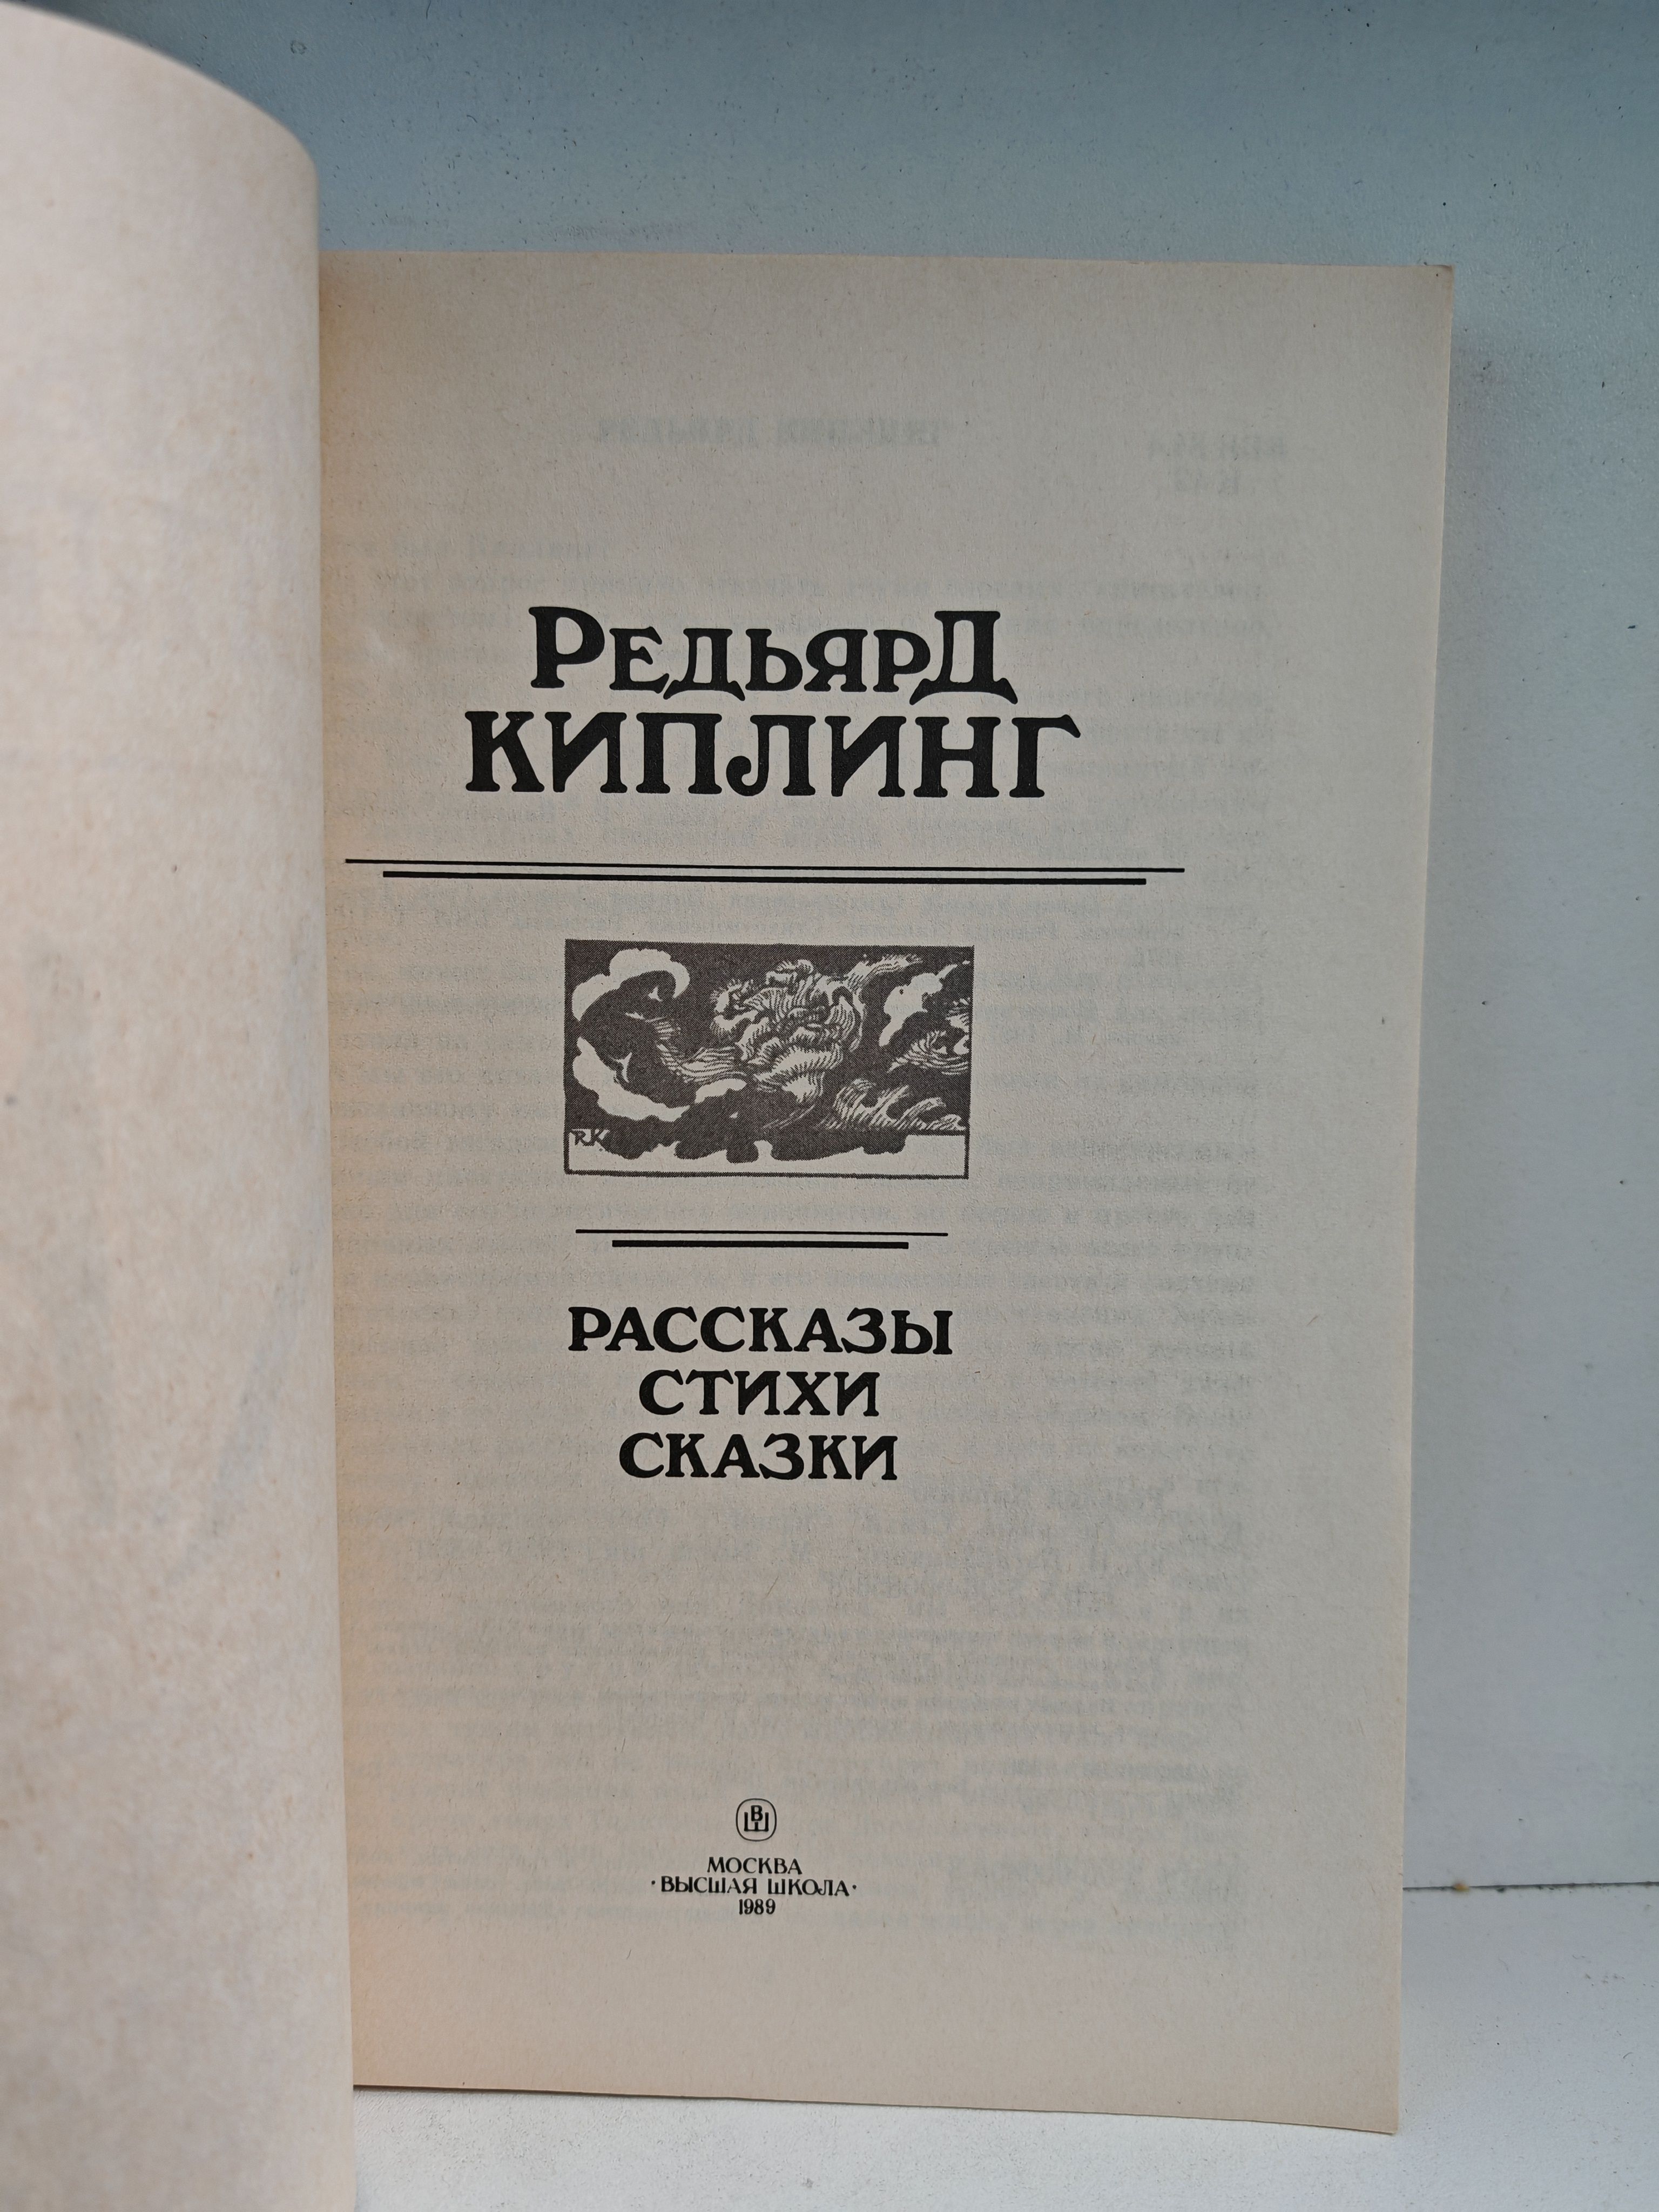 РЕДЬЯРД
КИПЛИНГ
RK
РАССКАЗЫ
СТИХИ
СКАЗКИ
ВШ
МОСКВА
·ВЫСШАЯ ШКОЛА·
1989